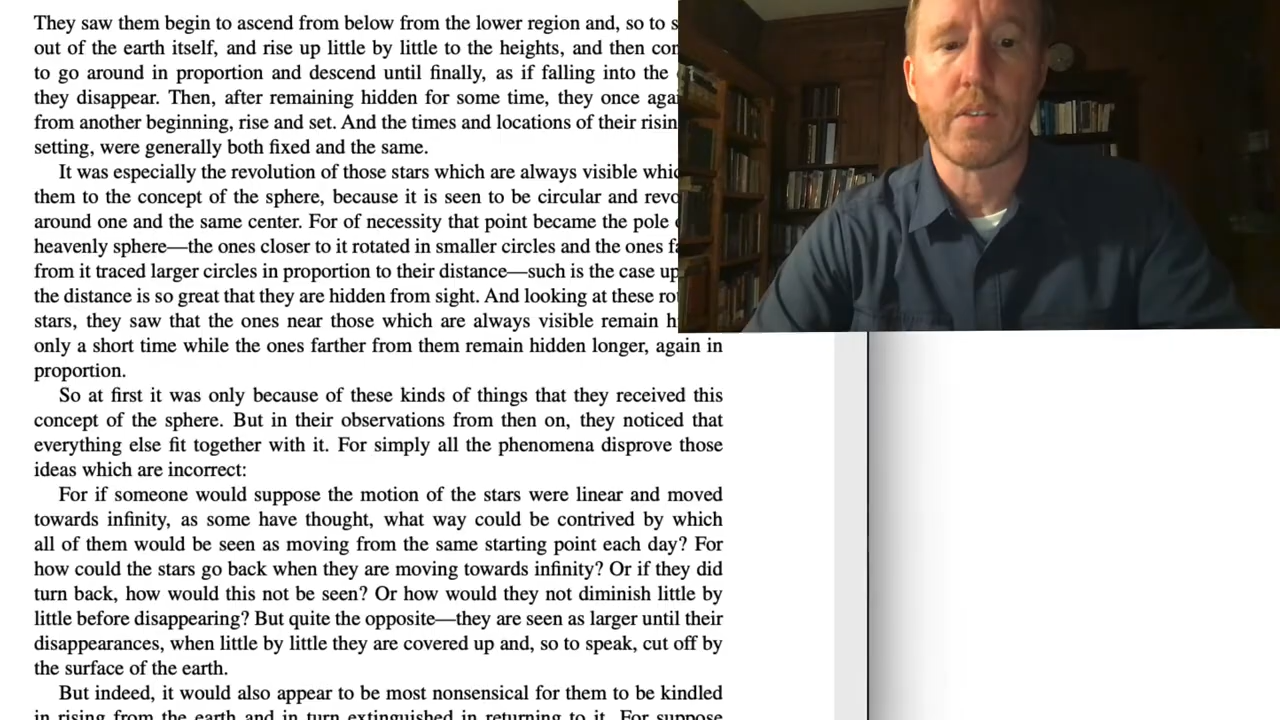 They saw them begin to ascend from below from the lower region and, so to
out of the earth itself, and rise up little by little to the heights, and then
to go around in proportion and descend until finally, as if falling into the
they disappear. Then, after remaining hidden for some time, they once
from another beginning, rise and set. And the times and locations of their
setting, were generally both fixed and the same.
It was especially the revolution of those stars which are always visible
them to the concept of the sphere, because it is seen to be circular and
around one and the same center. For of necessity that point became the pole
heavenly sphere—the ones closer to it rotated in smaller circles and the ones
from it traced larger circles in proportion to their distance—such is the case
the distance is so great that they are hidden from sight. And looking at these
stars, they saw that the ones near those which are always visible remain
only a short time while the ones farther from them remain hidden longer, again in
proportion.
So at first it was only because of these kinds of things that they received this
concept of the sphere. But in their observations from then on, they noticed that
everything else fit together with it. For simply all the phenomena disprove those
ideas which are incorrect:
For if someone would suppose the motion of the stars were linear and moved
towards infinity, as some have thought, what way could be contrived by which
all of them would be seen as moving from the same starting point each day? For
how could the stars go back when they are moving towards infinity? Or if they did
turn back, how would this not be seen? Or how would they not diminish little by
little before disappearing? But quite the opposite—they are seen as larger until their
disappearances, when little by little they are covered up and, so to speak, cut off by
the surface of the earth.
But indeed, it would also appear to be most nonsensical for them to be kindled
in rising from the earth and in turn extinguished in returning to it. For suppose